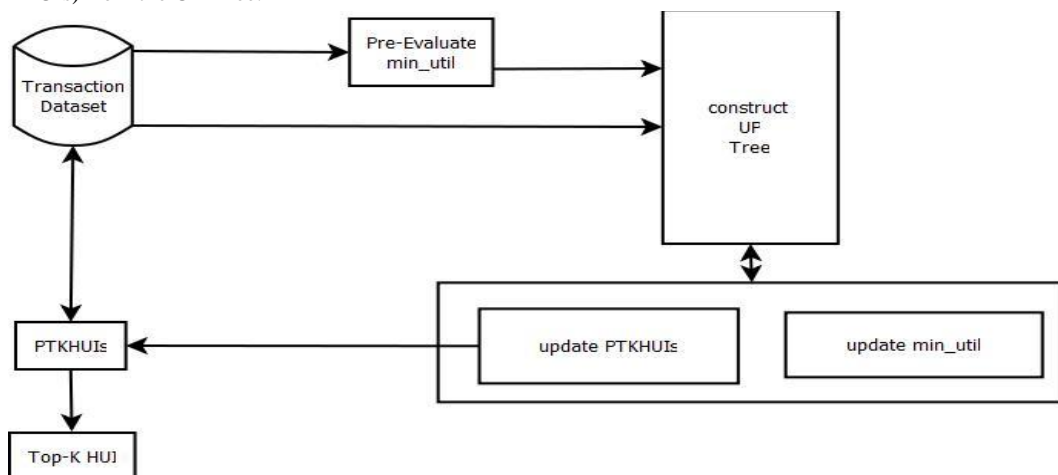 Pre-Evaluate
min_util
Transaction
Dataset
construct
UF
Tree
PTKHUIs
update PTKHUIs
update min_util
Top-K HUI